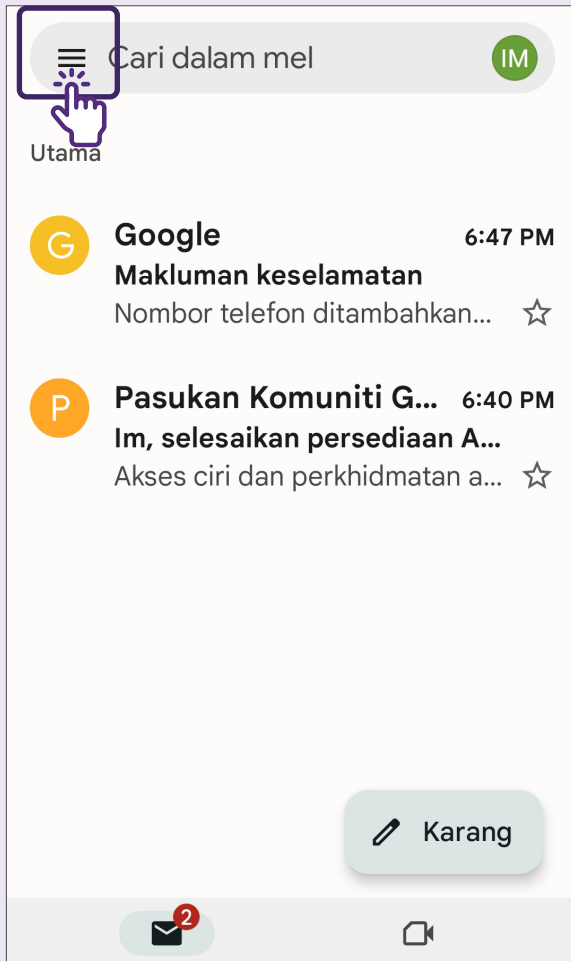 Cari dalam mel
IM
Utama
G
Google
6:47 PM
Makluman keselamatan
Nombor telefon ditambahkan...
P
Pasukan Komuniti G...
6:40 PM
Im, selesaikan persediaan A...
Akses ciri dan perkhidmatan a...
Karang
2